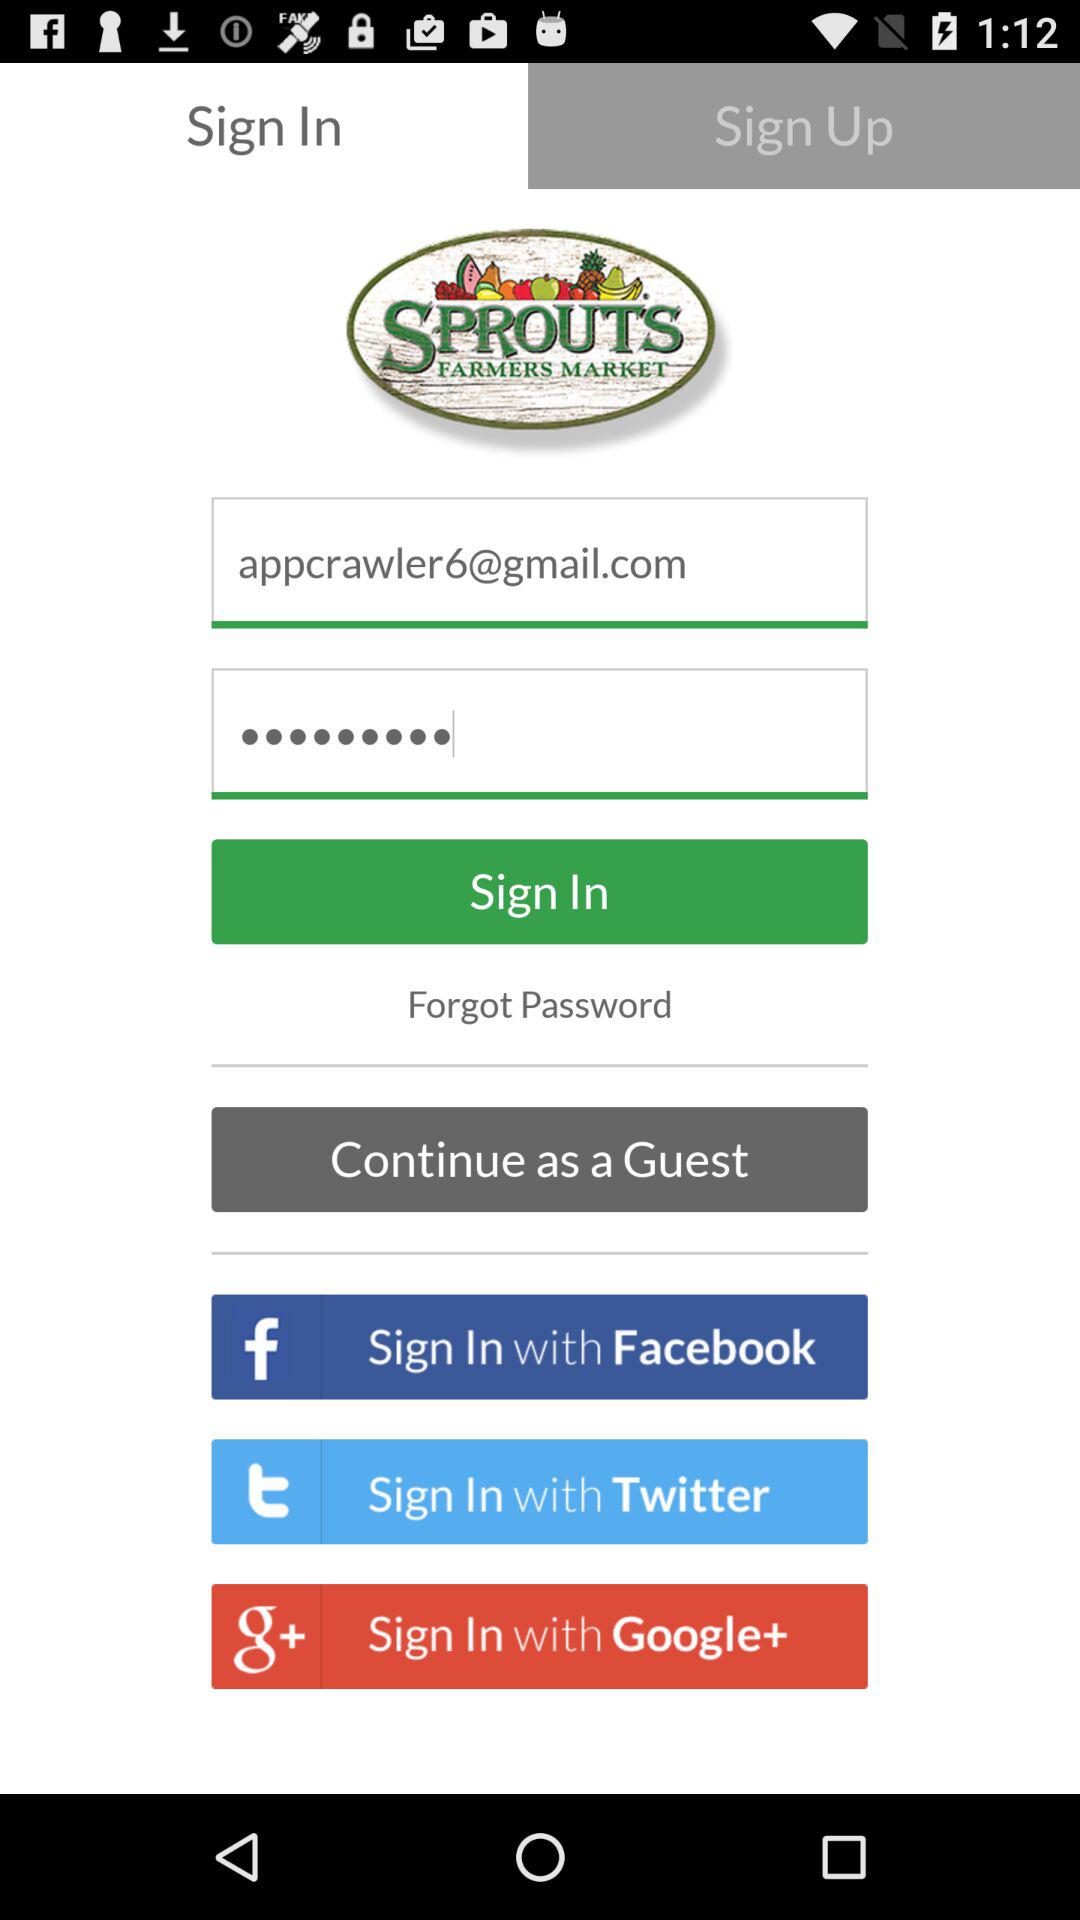 FAKE
1:12
Sign In
Sign Up
SPROUTS
FARMERS MARKET
appcrawler6@gmail.com
•••••••••
Sign In
Forgot Password
Continue as a Guest
f Sign In with Facebook
t Sign In with Twitter
g+ Sign In with Google+